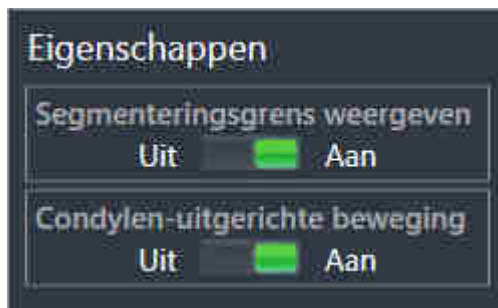 Eigenschappen
Segmenteringsgrens weergeven
Uit Aan
Condylen-uitgerichte beweging
Uit Aan